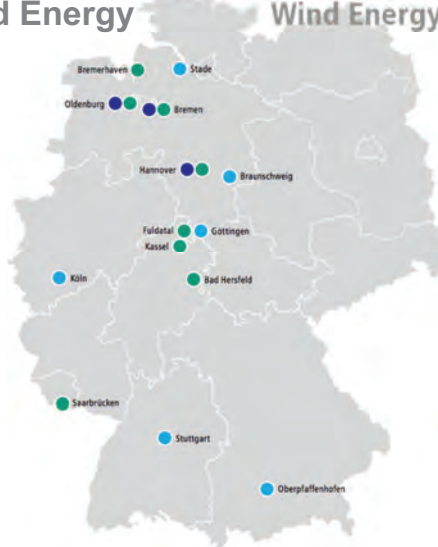 d Energy
Wind Energy
Bremerhaven
Stade
Oldenburg
Bremen
Hannover
Braunschweig
Fuldatal
Göttingen
Kassel
Köln
Bad Hersfeld
Saarbrücken
Stuttgart
Oberpfaffenhofen